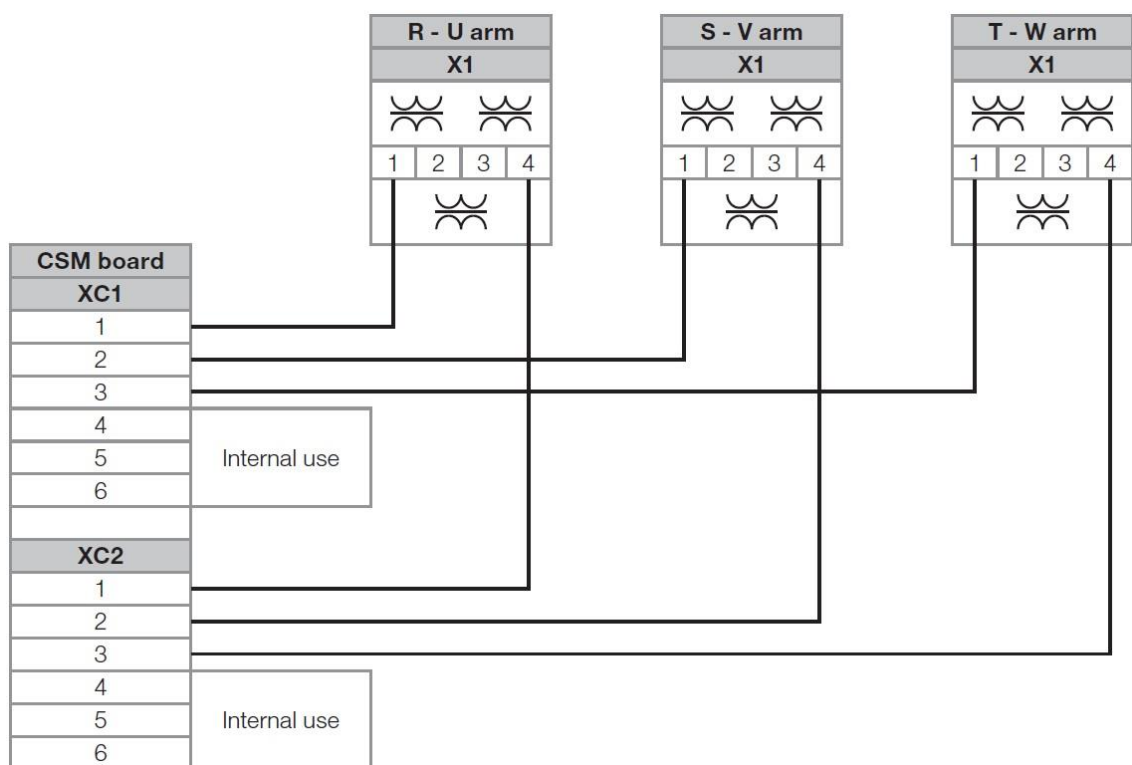 R - U arm
X1
1 2 3 4
S - V arm
X1
1 2 3 4
T - W arm
X1
1 2 3 4
CSM board
XC1
1
2
3
4
5
6
Internal use
XC2
1
2
3
4
5
6
Internal use